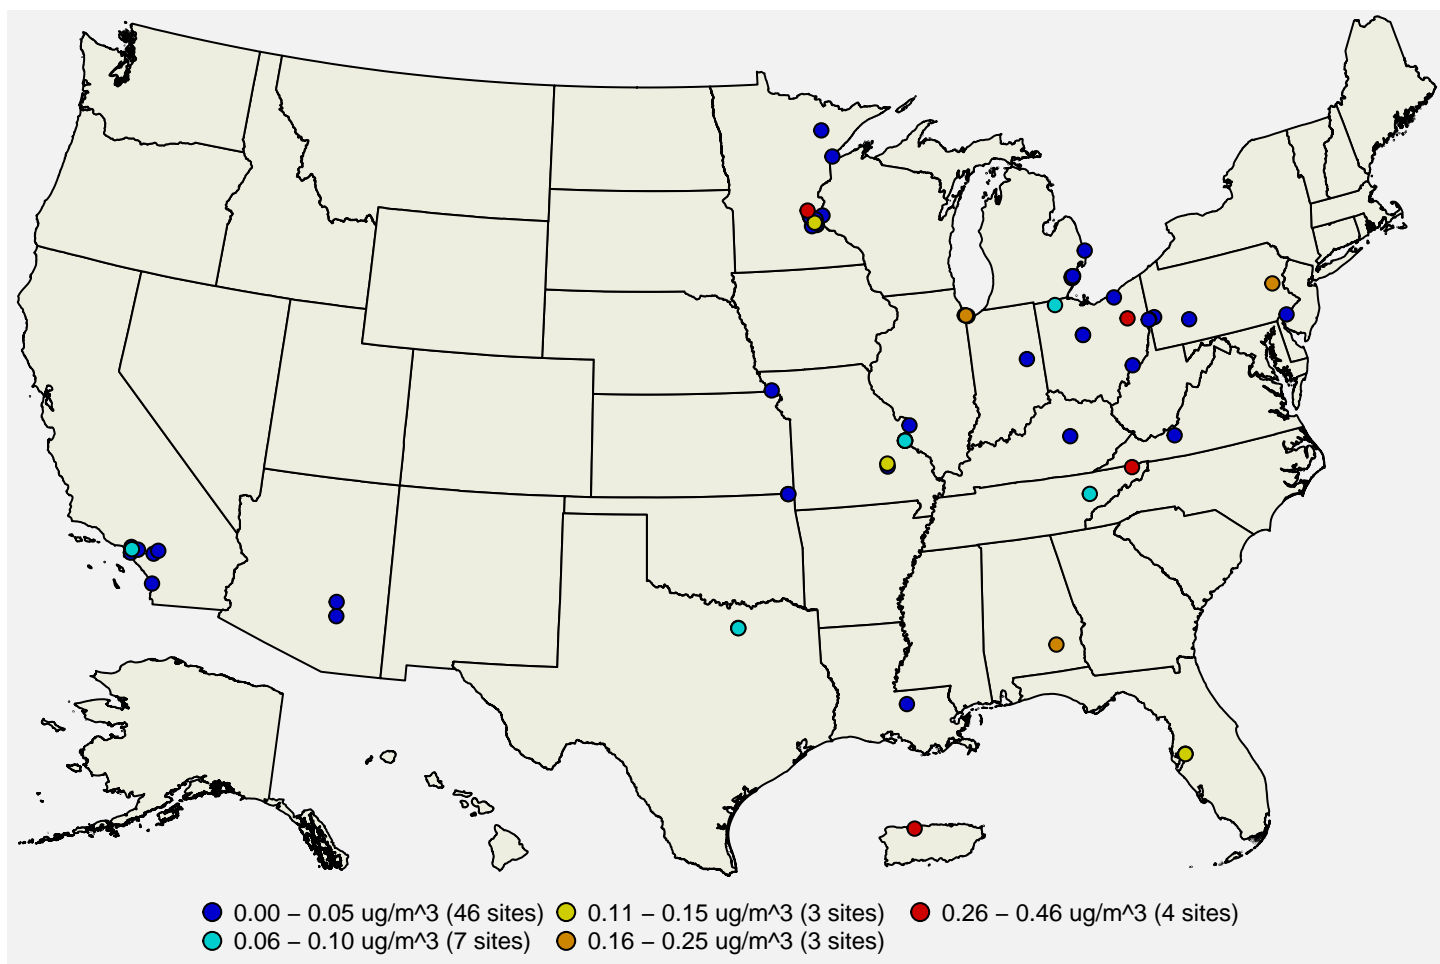 0.00 – 0.05 ug/m^3 (46 sites) 0.11 – 0.15 ug/m^3 (3 sites) 0.26 – 0.46 ug/m^3 (4 sites)
0.06 – 0.10 ug/m^3 (7 sites) 0.16 – 0.25 ug/m^3 (3 sites)